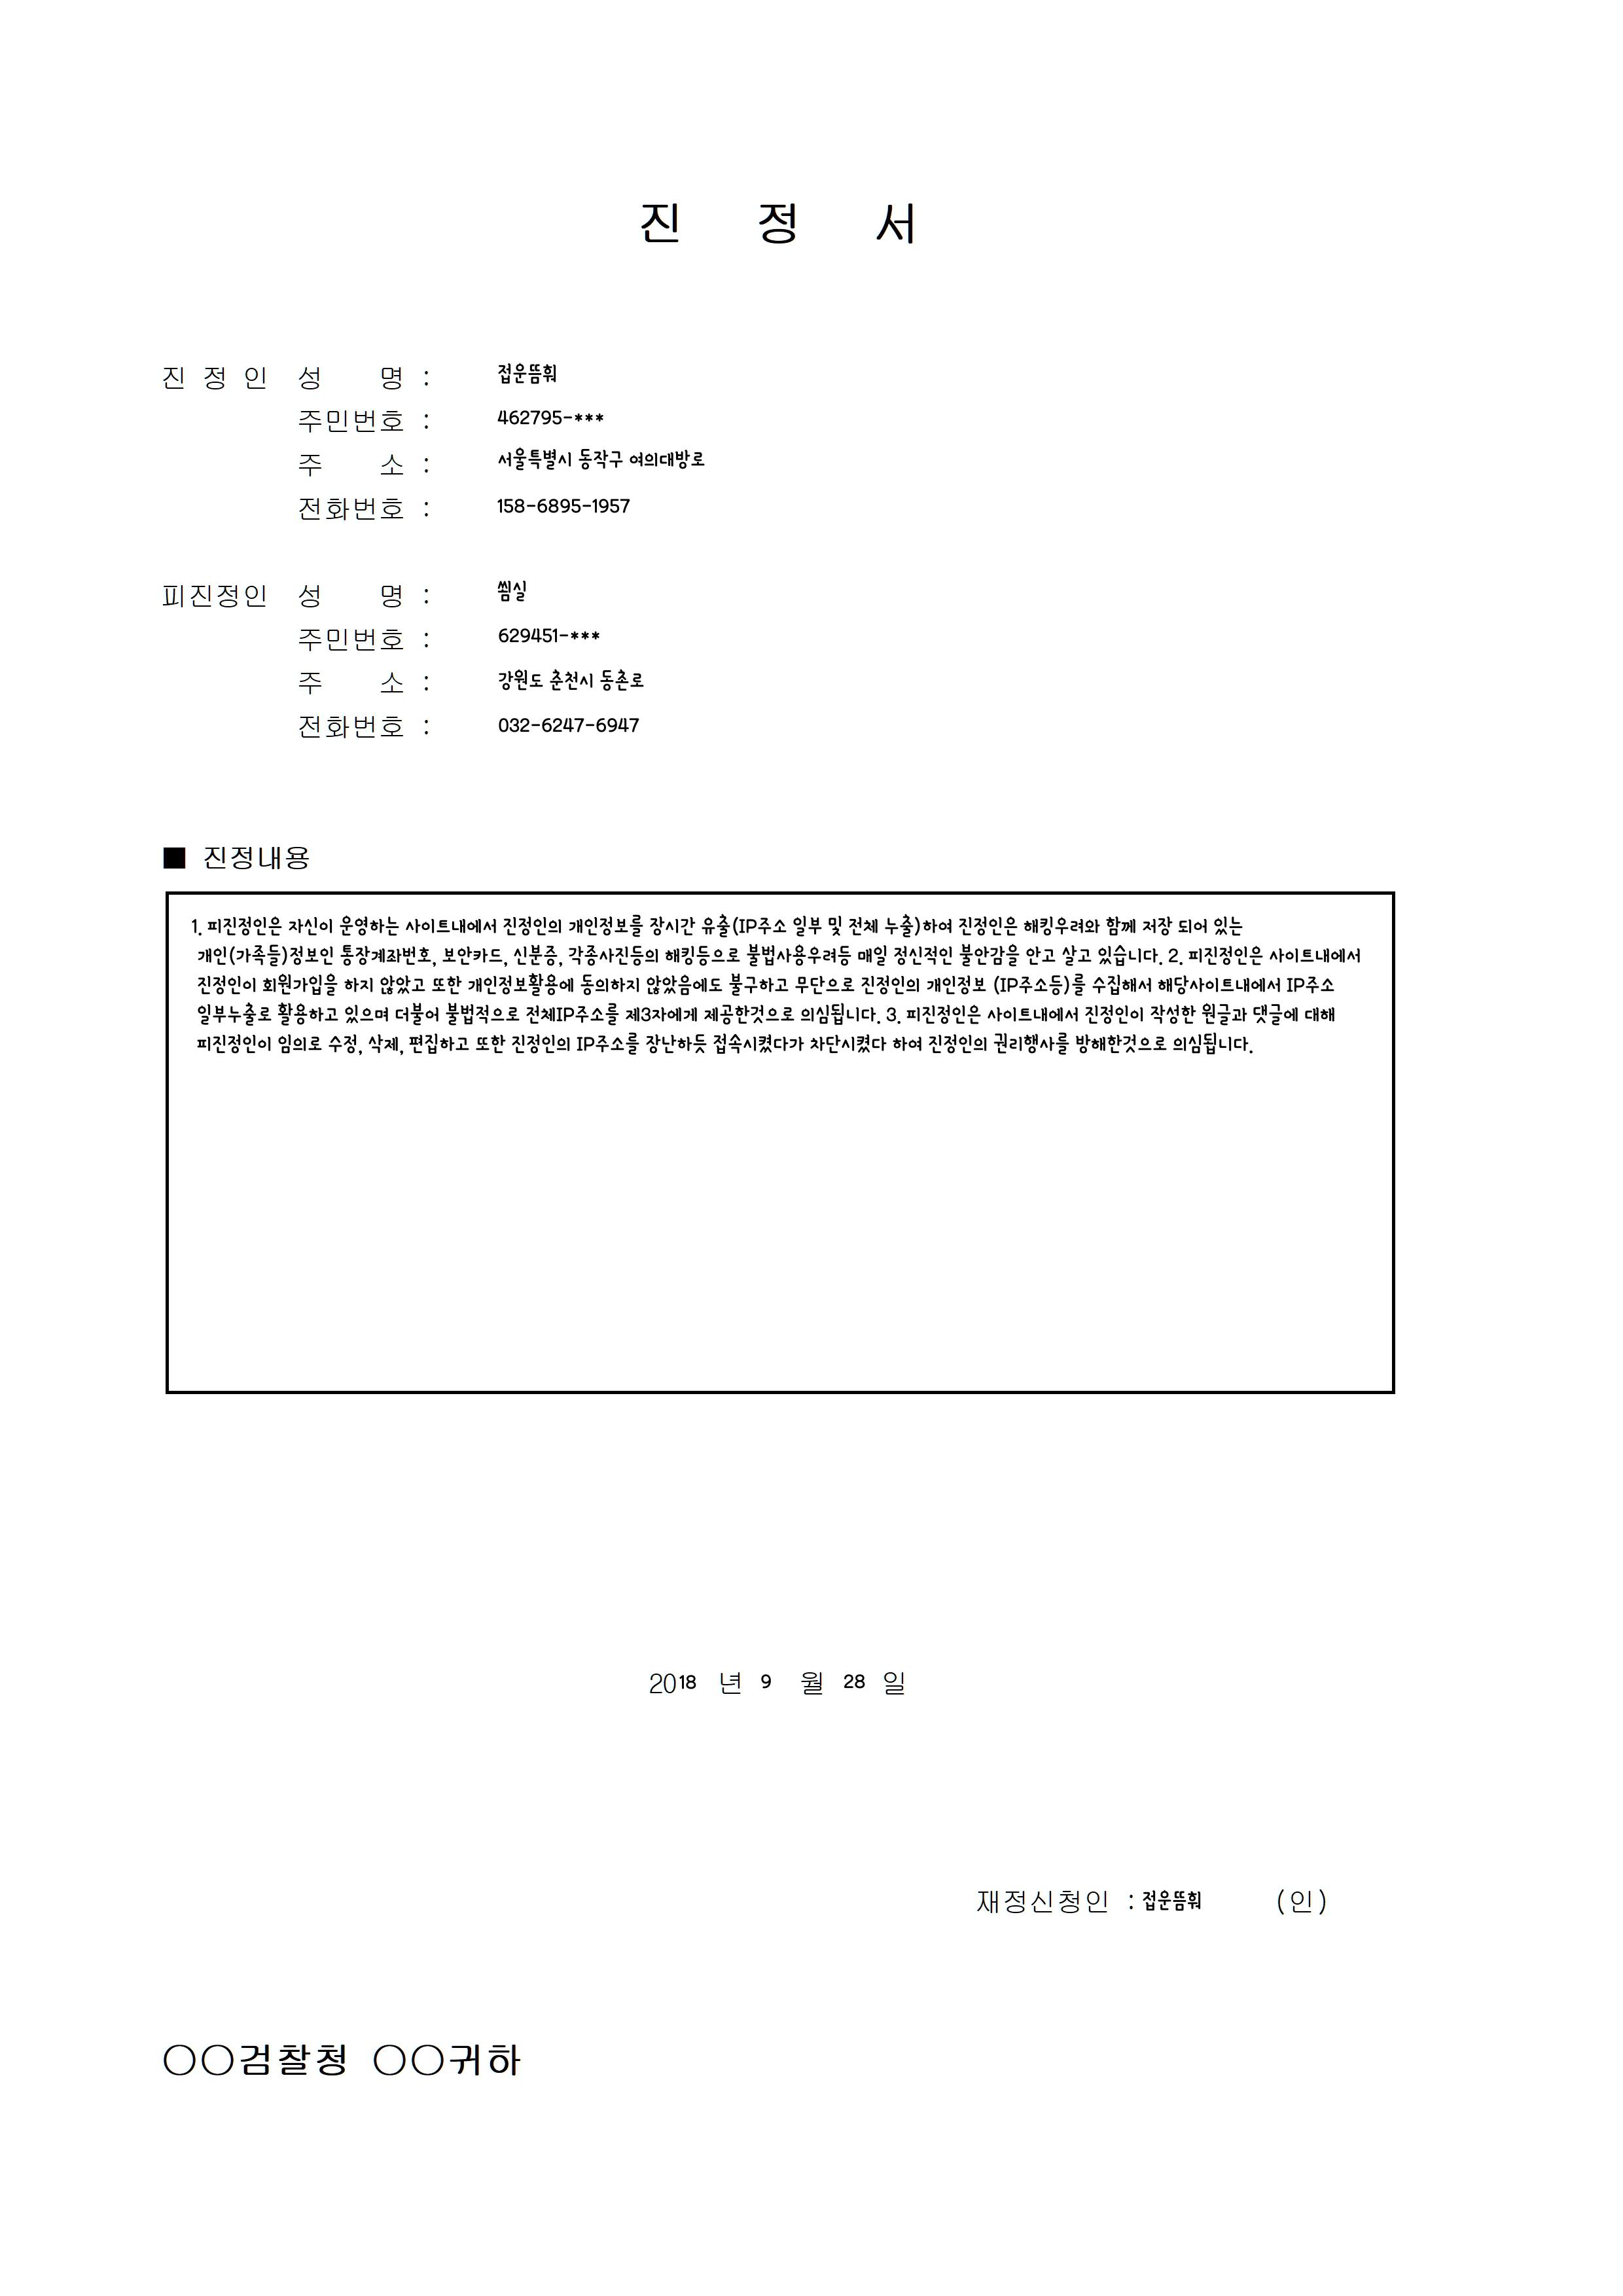 진 정 서
진 정 인 성 명 : 접운뜸훠
주민번호 : 462795-***
주 소 : 서울특별시 동작구 여의대방로
전화번호 : 158-6895-1957
피진정인 성 명 : 씜실
주민번호 : 629451-***
주 소 : 강원도 춘천시 동촌로
전화번호 : 032-6247-6947
■ 진정내용
1. 피진정인은 자신이 운영하는 사이트내에서 진정인의 개인정보를 장시간 유출(IP주소 일부 및 전체 누출)하여 진정인은 해킹우려와 함께 저장 되어 있는
개인(가족들)정보인 통장계좌번호, 보안카드, 신분증, 각종사진등의 해킹등으로 불법사용우려등 매일 정신적인 불안감을 안고 살고 있습니다. 2. 피진정인은 사이트내에서
진정인이 회원가입을 하지 않았고 또한 개인정보활용에 동의하지 않았음에도 불구하고 무단으로 진정인의 개인정보 (IP주소등)를 수집해서 해당사이트내에서 IP주소
일부누출로 활용하고 있으며 더불어 불법적으로 전체IP주소를 제3자에게 제공한것으로 의심됩니다. 3. 피진정인은 사이트내에서 진정인이 작성한 원글과 댓글에 대해
피진정인이 임의로 수정, 삭제, 편집하고 또한 진정인의 IP주소를 장난하듯 접속시켰다가 차단시켰다 하여 진정인의 권리행사를 방해한것으로 의심됩니다.
2018 년 9 월 28 일
재정신청인 : 접운뜸훠 (인)
○○검찰청 ○○귀하